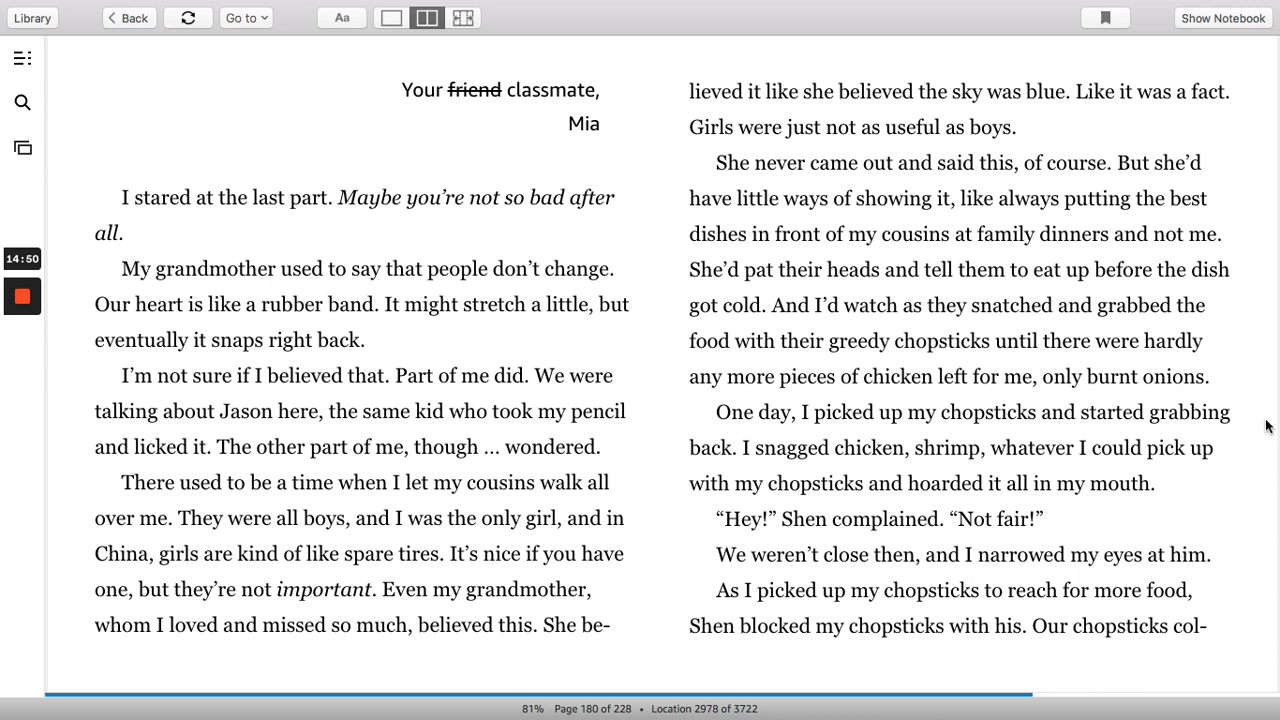 Library
Back
Go to
Aa
Show Notebook
14:50
Your friend classmate,
Mia
I stared at the last part. Maybe you’re not so bad after
all.
My grandmother used to say that people don’t change.
Our heart is like a rubber band. It might stretch a little, but
eventually it snaps right back.
I’m not sure if I believed that. Part of me did. We were
talking about Jason here, the same kid who took my pencil
and licked it. The other part of me, though … wondered.
There used to be a time when I let my cousins walk all
over me. They were all boys, and I was the only girl, and in
China, girls are kind of like spare tires. It’s nice if you have
one, but they’re not important. Even my grandmother,
whom I loved and missed so much, believed this. She be-
lieved it like she believed the sky was blue. Like it was a fact.
Girls were just not as useful as boys.
She never came out and said this, of course. But she’d
have little ways of showing it, like always putting the best
dishes in front of my cousins at family dinners and not me.
She’d pat their heads and tell them to eat up before the dish
got cold. And I’d watch as they snatched and grabbed the
food with their greedy chopsticks until there were hardly
any more pieces of chicken left for me, only burnt onions.
One day, I picked up my chopsticks and started grabbing
back. I snagged chicken, shrimp, whatever I could pick up
with my chopsticks and hoarded it all in my mouth.
“Hey!” Shen complained. “Not fair!”
We weren’t close then, and I narrowed my eyes at him.
As I picked up my chopsticks to reach for more food,
Shen blocked my chopsticks with his. Our chopsticks col-
81% Page 180 of 228 • Location 2978 of 3722